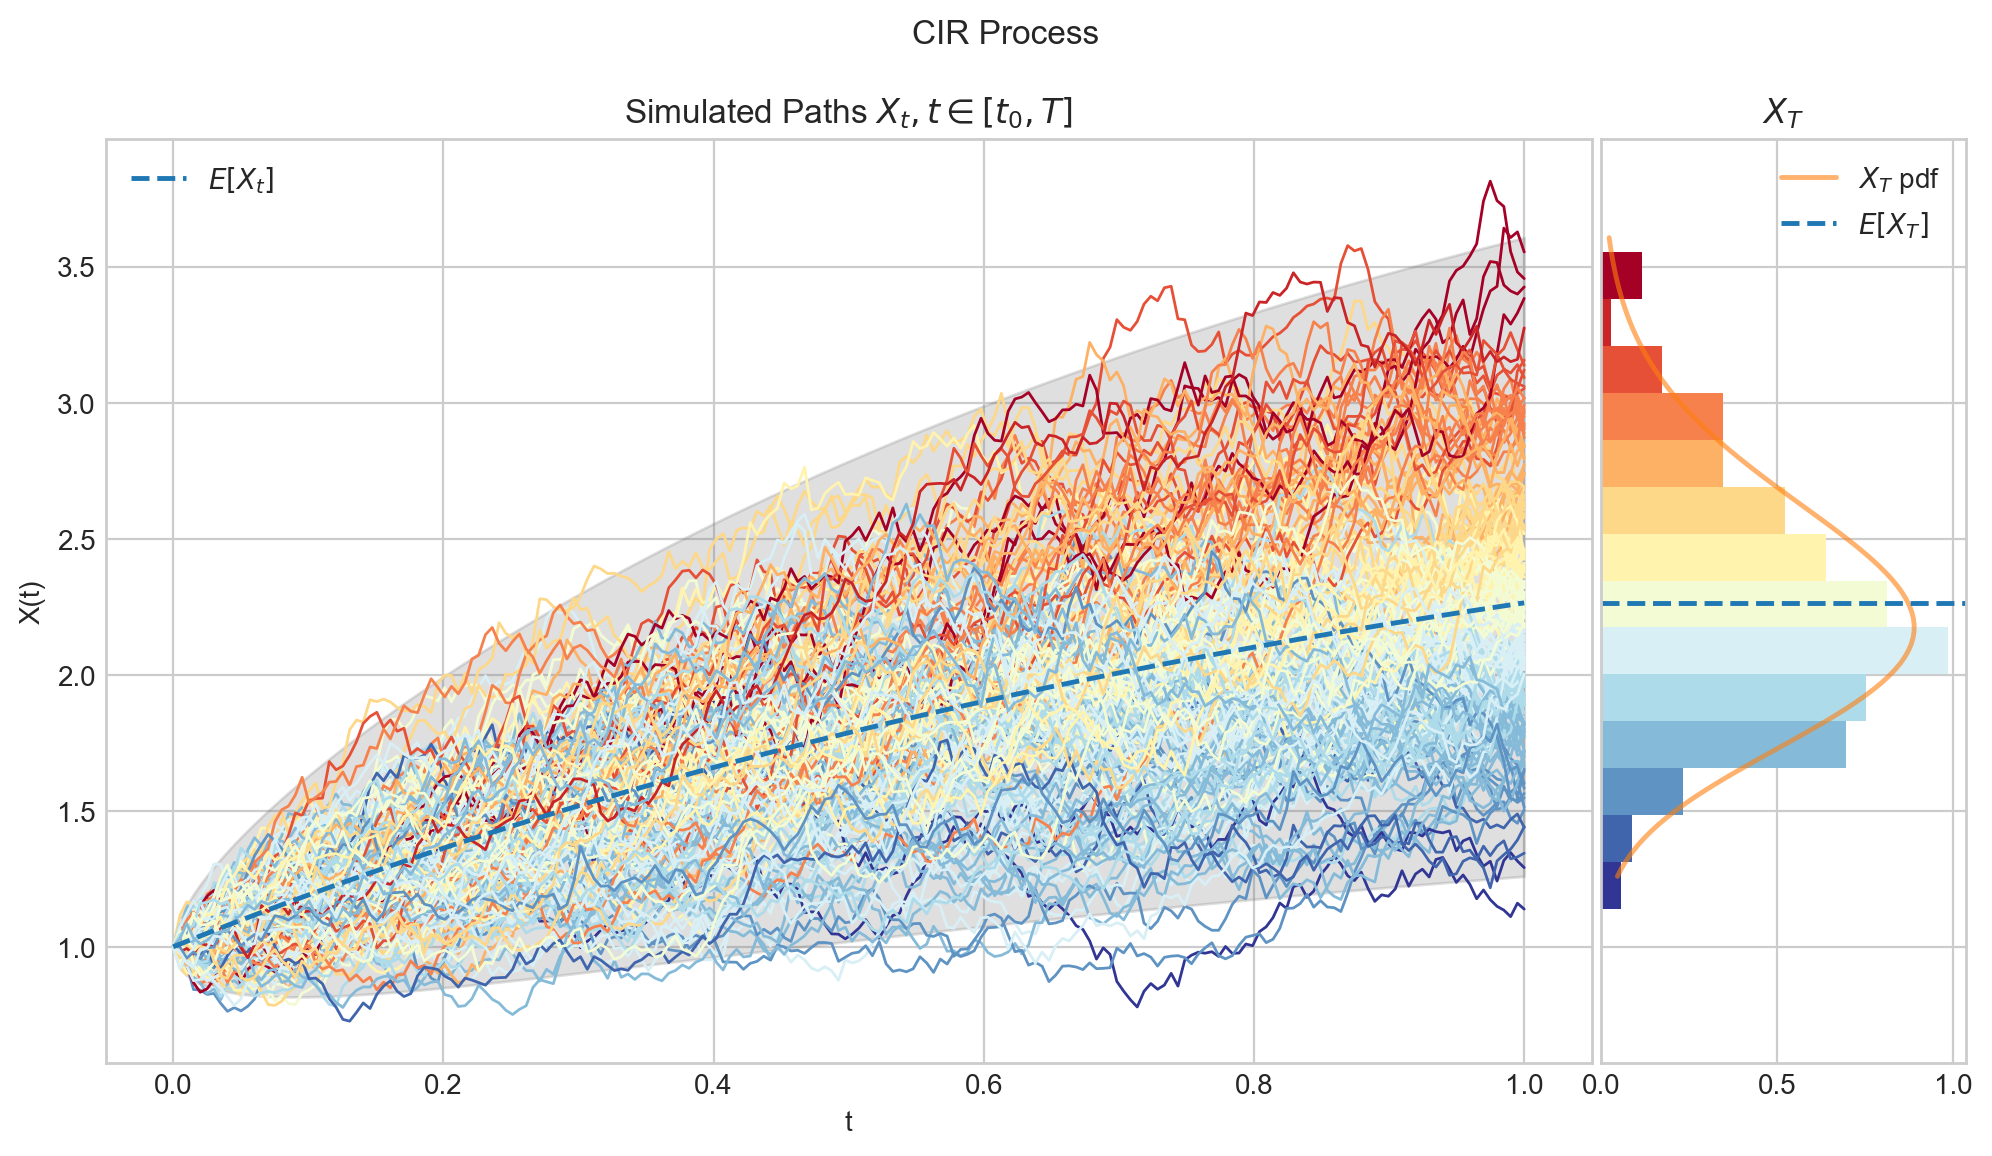 CIR Process
Simulated Paths $X_t, t \in [t_0, T]$
$X_T$
$E[X_t]$
$X_T$ pdf
$E[X_T]$
X(t)
3.5
3.0
2.5
2.0
1.5
1.0
0.0 0.2 0.4 0.6 0.8 1.0
0.0 0.5 1.0
t